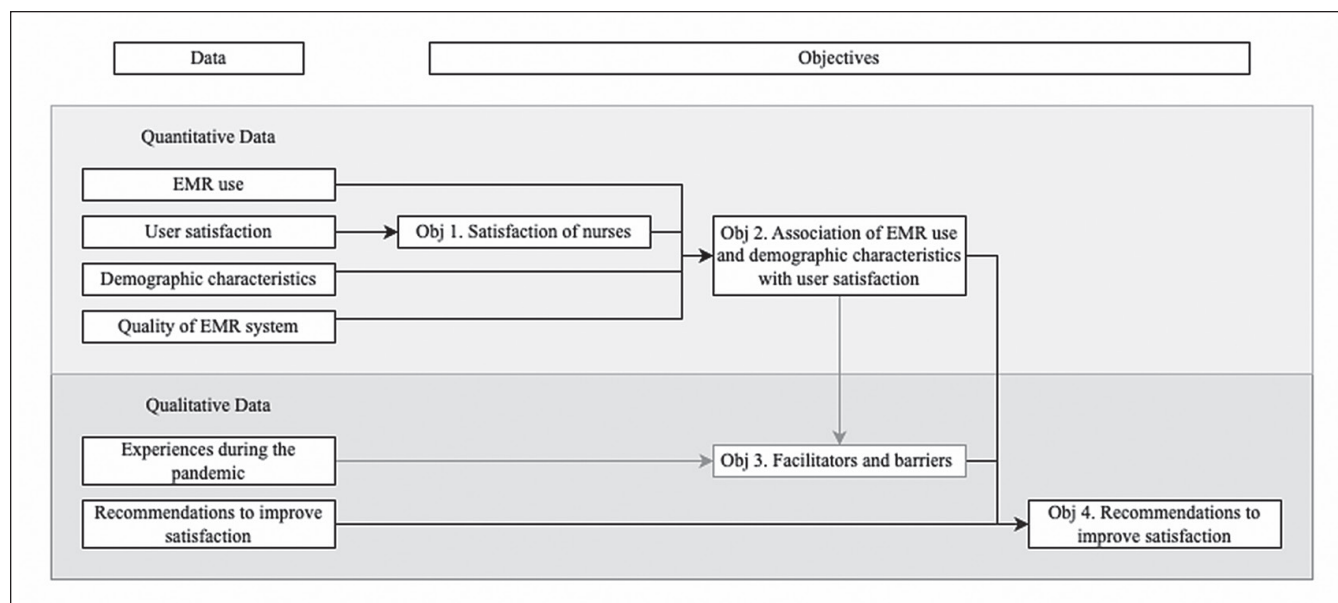 Data
Objectives
Quantitative Data
EMR use
User satisfaction
Obj 1. Satisfaction of nurses
Obj 2. Association of EMR use
and demographic characteristics
with user satisfaction
Demographic characteristics
Quality of EMR system
Qualitative Data
Experiences during the
pandemic
Obj 3. Facilitators and barriers
Recommendations to improve
satisfaction
Obj 4. Recommendations to
improve satisfaction